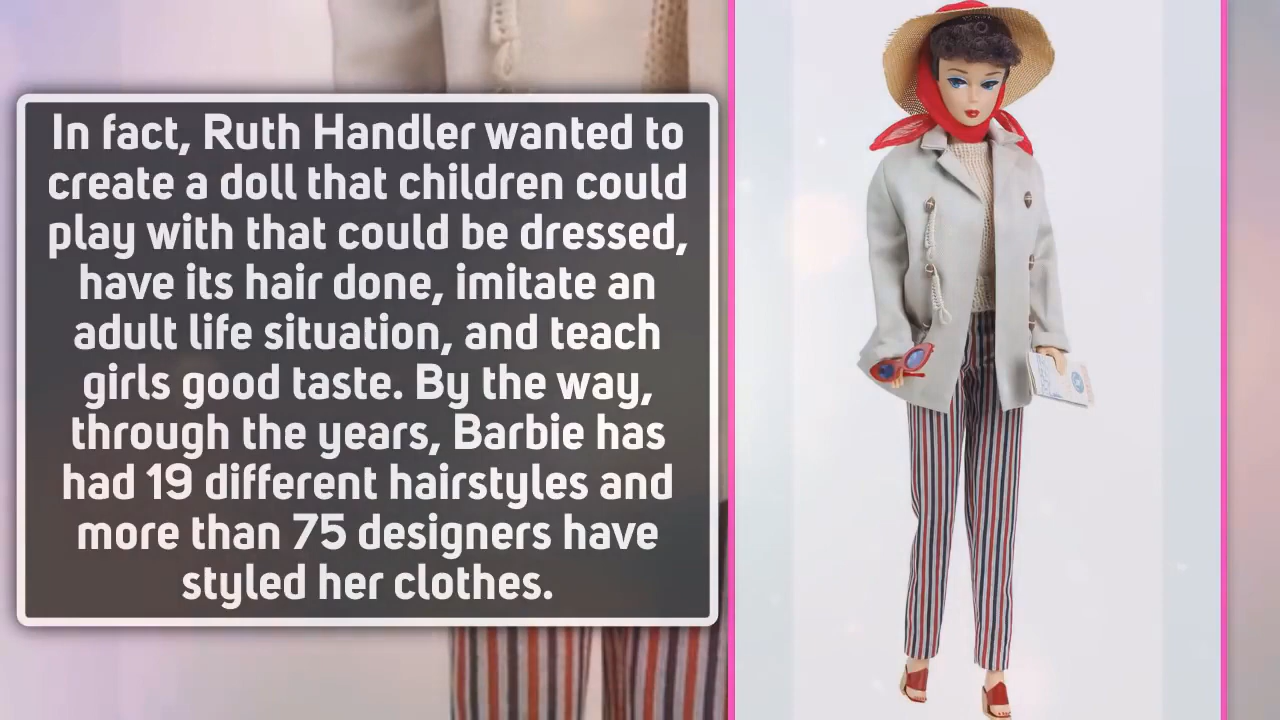 In fact, Ruth Handler wanted to
create a doll that children could
play with that could be dressed,
have its hair done, imitate an
adult life situation, and teach
girls good taste. By the way,
through the years, Barbie has
had 19 different hairstyles and
more than 75 designers have
styled her clothes.